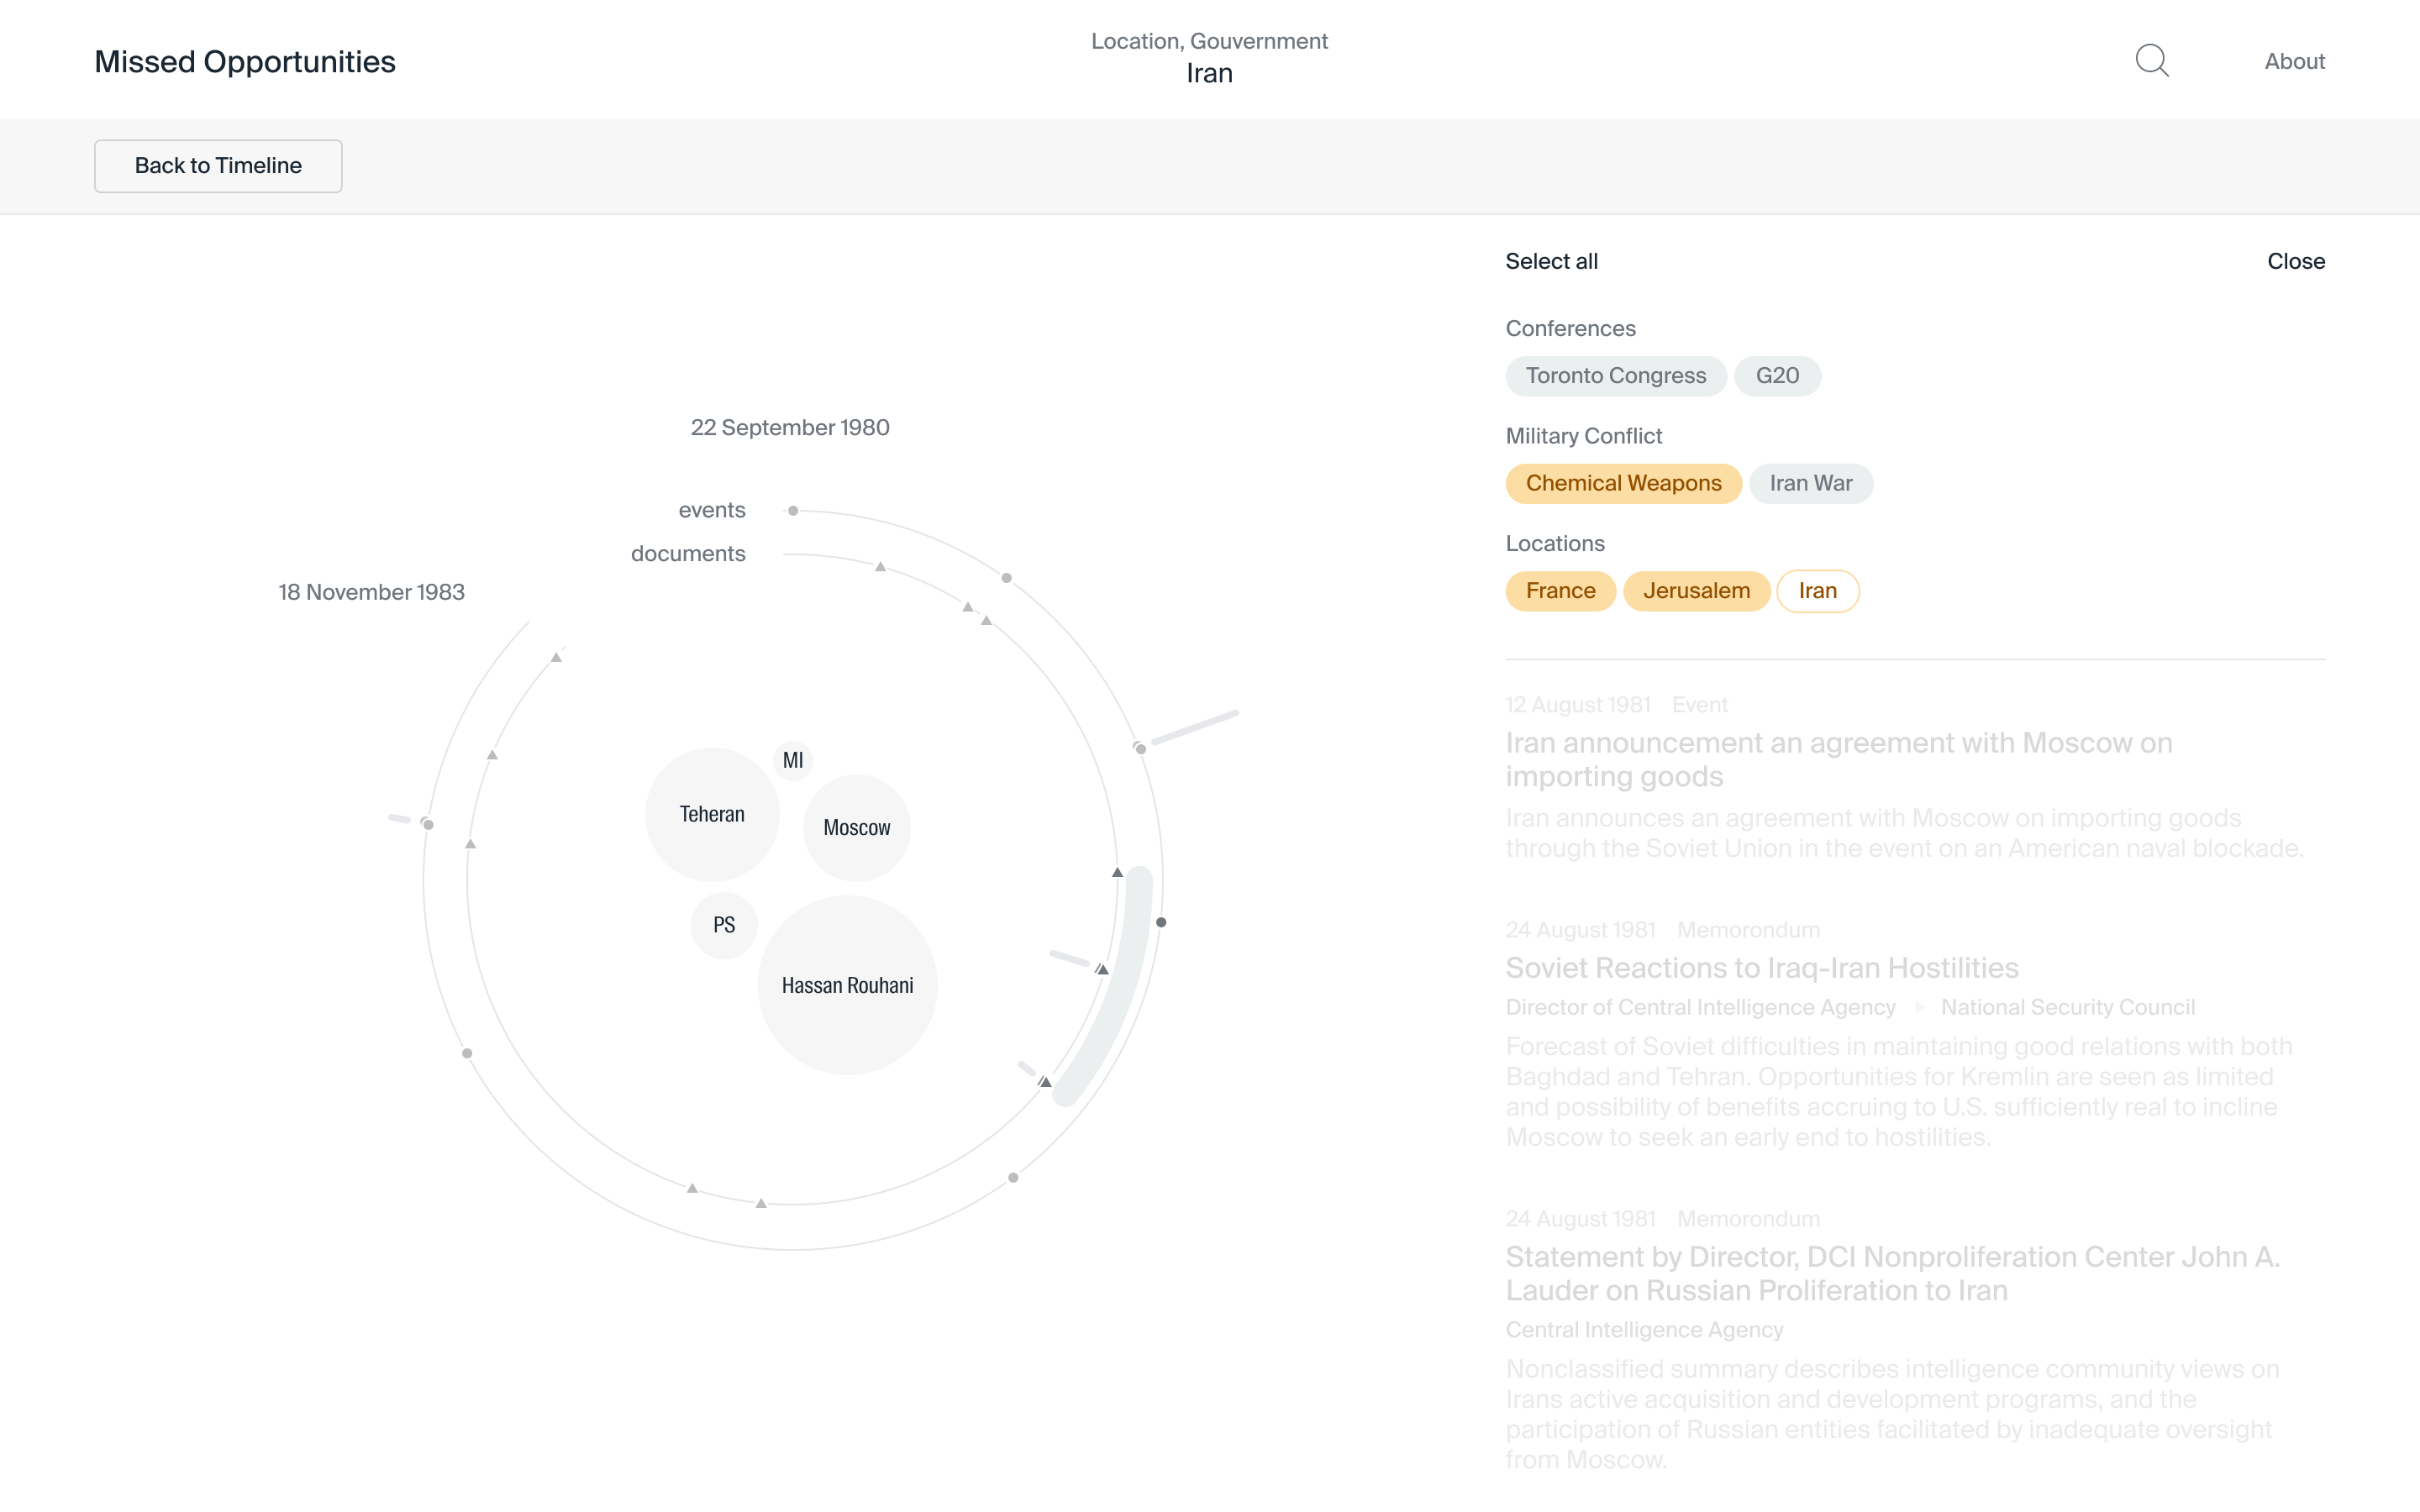 Missed Opportunities
Location, Gouvernment
Iran
About
Back to Timeline
22 September 1980
events
documents
18 November 1983
MI
Teheran
Moscow
PS
Hassan Rouhani
Select all
Close
Conferences
Toronto Congress
G20
Military Conflict
Chemical Weapons
Iran War
Locations
France
Jerusalem
Iran
12 August 1981 Event
Iran announcement an agreement with Moscow on
importing goods
Iran announces an agreement with Moscow on importing goods
through the Soviet Union in the event on an American naval blockade.
24 August 1981 Memorandum
Soviet Reactions to Iraq-Iran Hostilities
Director of Central Intelligence Agency ▶ National Security Council
Forecast of Soviet difficulties in maintaining good relations with both
Baghdad and Tehran. Opportunities for Kremlin are seen as limited
and possibility of benefits accruing to U.S. sufficiently real to incline
Moscow to seek an early end to hostilities.
24 August 1981 Memorandum
Statement by Director, DCI Nonproliferation Center John A.
Lauder on Russian Proliferation to Iran
Central Intelligence Agency
Nonclassified summary describes intelligence community views on
Irans active acquisition and development programs, and the
participation of Russian entities facilitated by inadequate oversight
from Moscow.